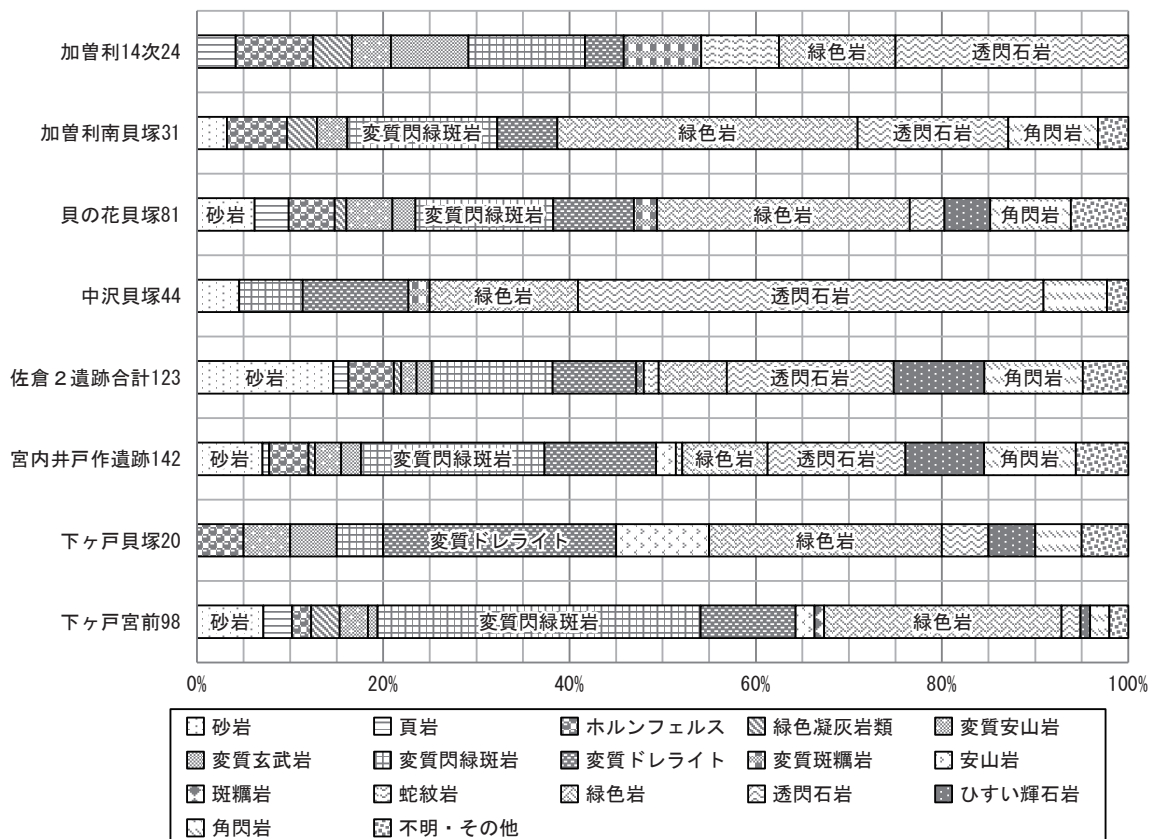 加曽利14次24
緑色岩
透閃石岩
加曽利南貝塚31
変質閃緑斑岩
緑色岩
透閃石岩
角閃岩
貝の花貝塚81
砂岩
変質閃緑斑岩
緑色岩
角閃岩
中沢貝塚44
緑色岩
透閃石岩
佐倉２遺跡合計123
砂岩
透閃石岩
角閃岩
宮内井戸作遺跡142
砂岩
変質閃緑斑岩
緑色岩
透閃石岩
角閃岩
下ヶ戸貝塚20
変質ドレライト
緑色岩
下ヶ戸宮前98
砂岩
変質閃緑斑岩
緑色岩
0% 20% 40% 60% 80% 100%
砂岩 頁岩 ホルンフェルス 緑色凝灰岩類 変質安山岩
変質玄武岩 変質閃緑斑岩 変質ドレライト 変質斑糲岩 安山岩
斑糲岩 蛇紋岩 緑色岩 透閃石岩 ひすい輝石岩
角閃岩 不明・その他